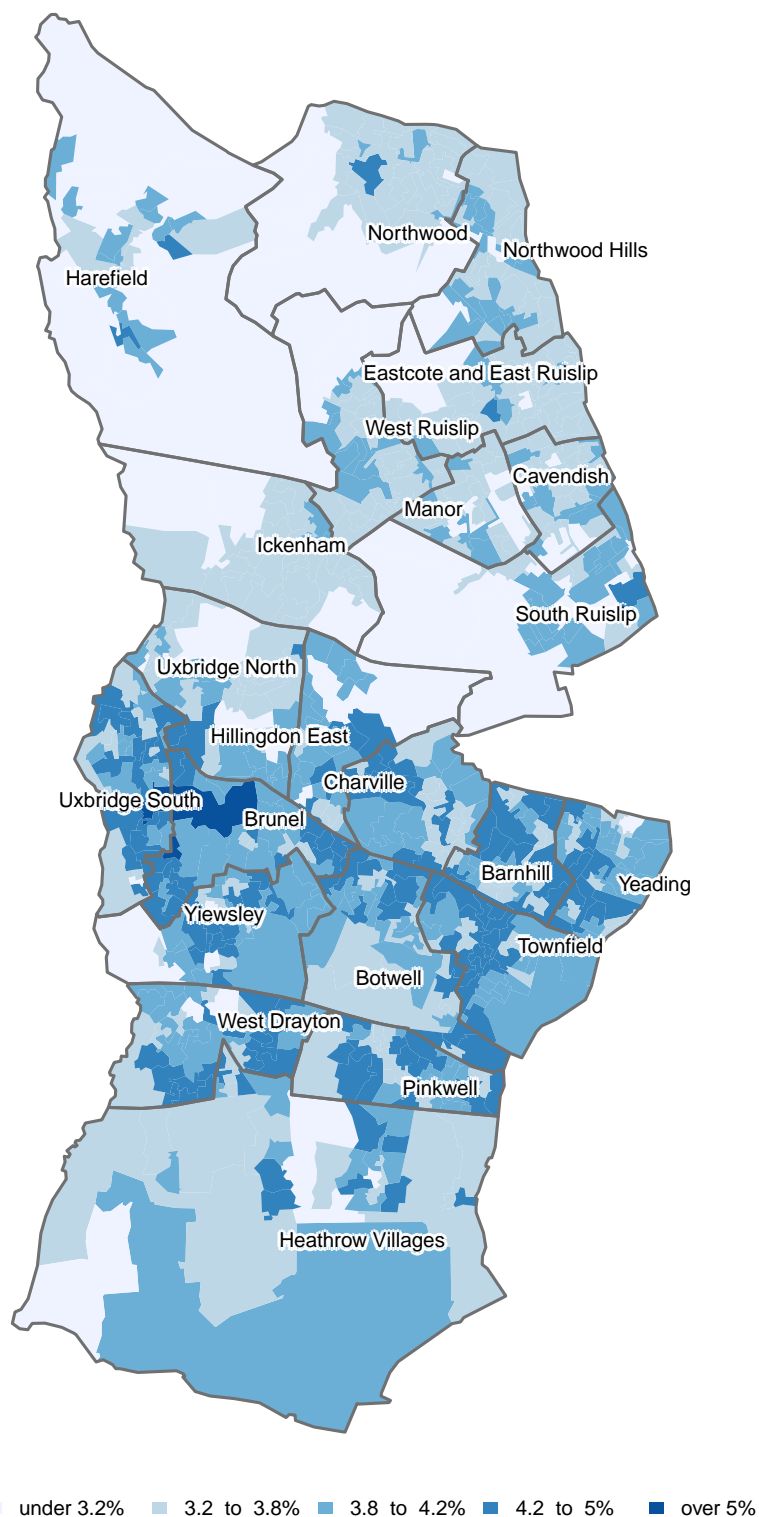 Northwood
Northwood Hills
Harefield
Eastcote and East Ruislip
West Ruislip
Cavendish
Manor
Ickenham
South Ruislip
Uxbridge North
Hillingdon East
Charville
Uxbridge South
Brunel
Barnhill
Yeading
Yiewsley
Townfield
Botwell
West Drayton
Pinkwell
Heathrow Villages
under 3.2% 3.2 to 3.8% 3.8 to 4.2% 4.2 to 5% over 5%